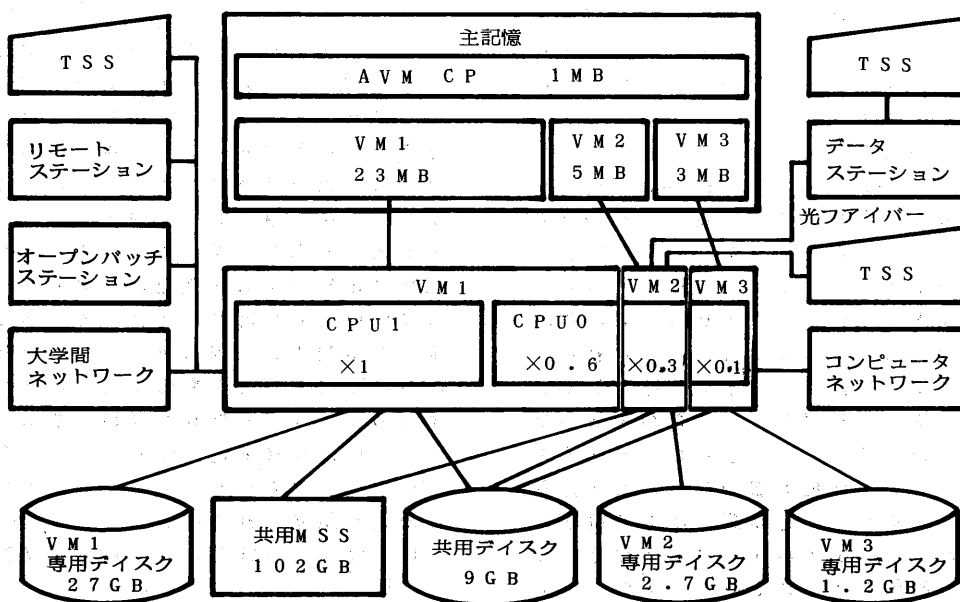 主記憶
AVM CP 1MB
VM1
23MB
VM2
5MB
VM3
3MB
TSS
リモート
ステーション
オープンバッチ
ステーション
大学間
ネットワーク
TSS
データ
ステーション
光フアイバー
TSS
コンピュータ
ネットワーク
VM1
CPU1
×1
CPU0
×0.6
VM2
×0.3
VM3
×0.1
VM1
専用デイスク
27GB
共用MSS
102GB
共用デイスク
9GB
VM2
専用デイスク
2.7GB
VM3
専用デイスク
1.2GB